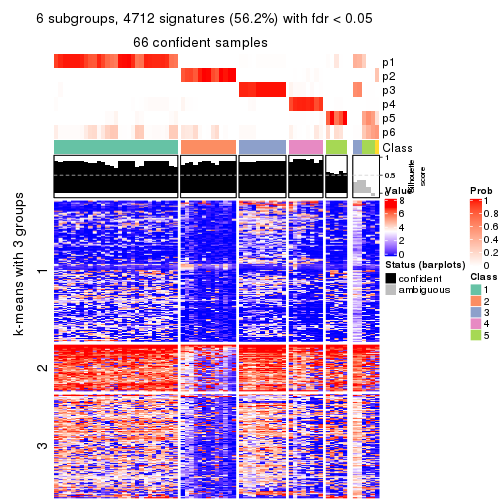 6 subgroups, 4712 signatures (56.2%) with fdr < 0.05
66 confident samples
p1
p2
p3
p4
p5
p6
Class
1
0.5
0
Silhouette
score
k-means with 3 groups
1
2
3
Value
8
6
4
2
0
Status (barplots)
confident
ambiguous
Prob
1
0.8
0.6
0.4
0.2
0
Class
1
2
3
4
5